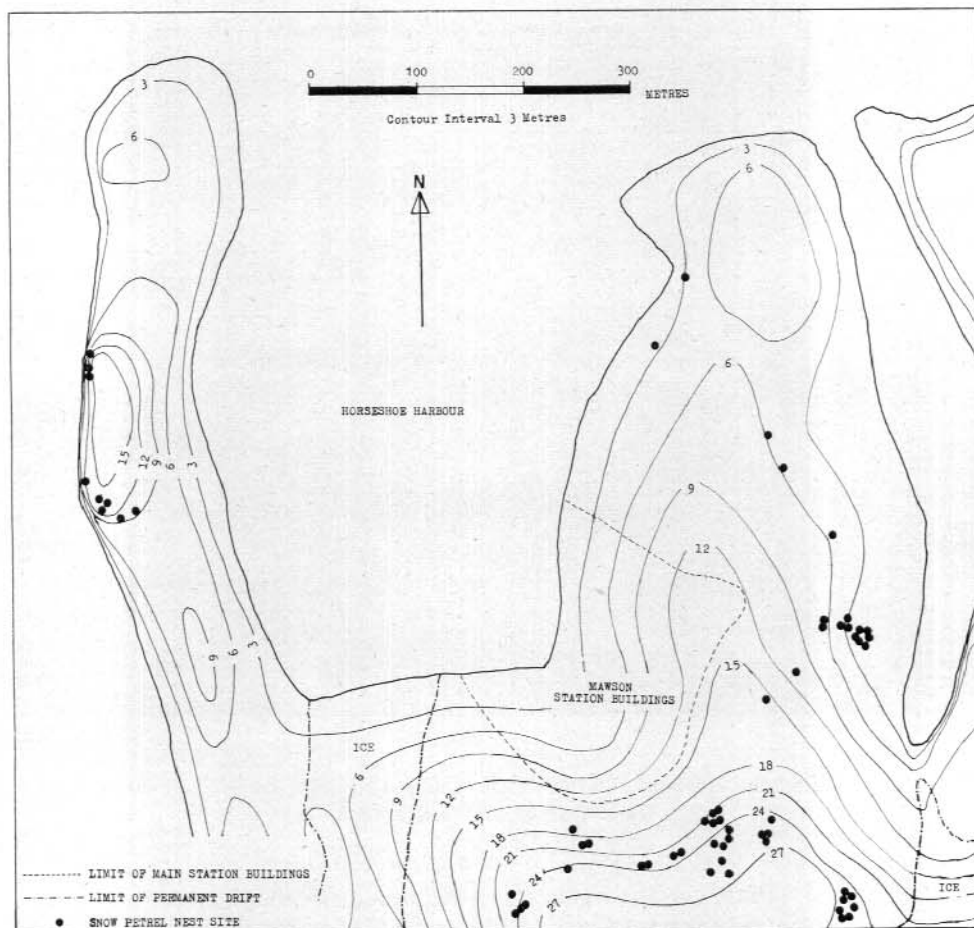 0 100 200 300
METRES
Contour Interval 3 Metres
N
3
6
3
6
HORSESHOE HARBOUR
6
15
12
9
6
3
9
12
9
6
3
15
MAWSON
STATION BUILDINGS
ICE
6
9
12
15
18
21
24
27
18
21
24
27
ICE
LIMIT OF MAIN STATION BUILDINGS
LIMIT OF PERMANENT DRIFT
SNOW PETREL NEST SITE